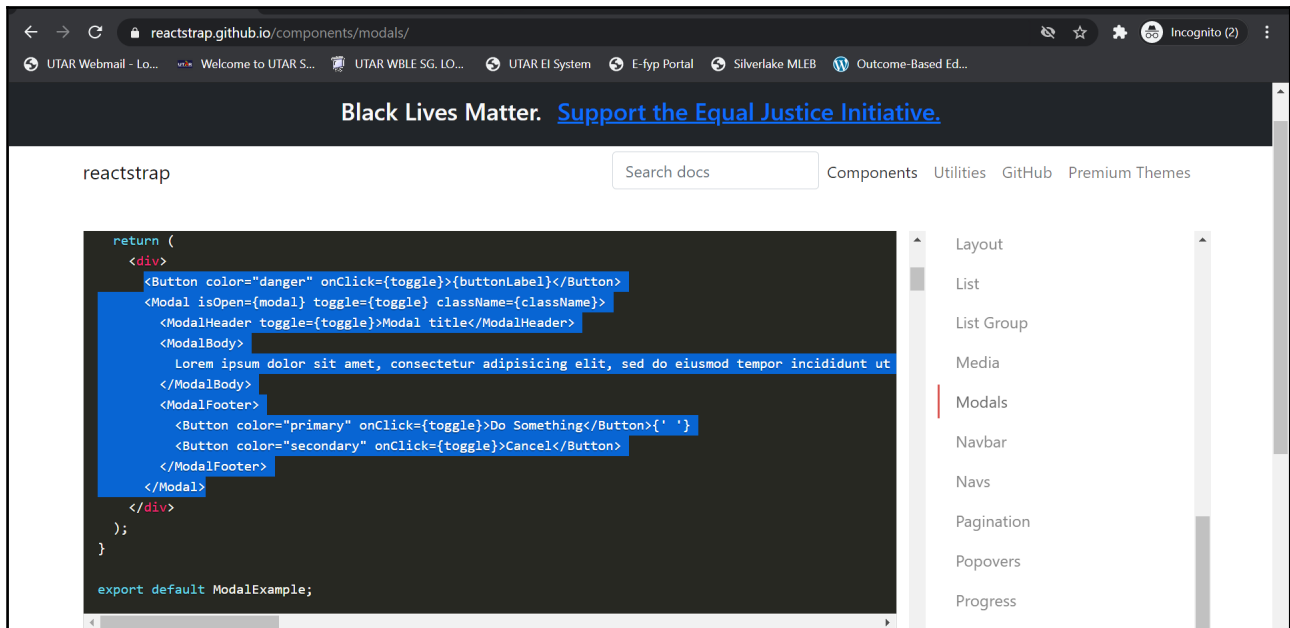 reactstrap.github.io/components/modals/
Incognito (2)
UTAR Webmail - Lo...
Welcome to UTAR S...
UTAR WBLE SG. LO...
UTAR EI System
E-fyp Portal
Silverlake MLEB
Outcome-Based Ed...
Black Lives Matter. Support the Equal Justice Initiative.
reactstrap
Search docs
Components Utilities GitHub Premium Themes
return (
<div>
<Button color="danger" onClick={toggle}>{buttonLabel}</Button>
<Modal isOpen={modal} toggle={toggle} className={className}>
<ModalHeader toggle={toggle}>Modal title</ModalHeader>
<ModalBody>
Lorem ipsum dolor sit amet, consectetur adipisicing elit, sed do eiusmod tempor incididunt ut
</ModalBody>
<ModalFooter>
<Button color="primary" onClick={toggle}>Do Something</Button>{' '}
<Button color="secondary" onClick={toggle}>Cancel</Button>
</ModalFooter>
</Modal>
</div>
);
}
export default ModalExample;
Layout
List
List Group
Media
Modals
Navbar
Navs
Pagination
Popovers
Progress